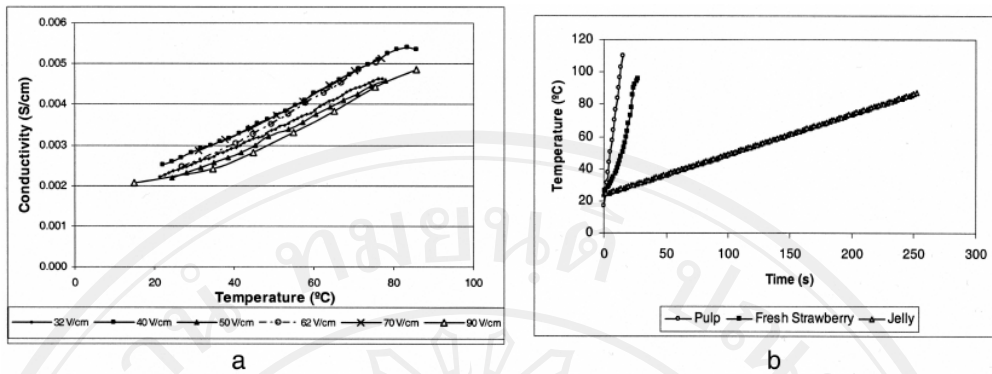 0.006
0.005
0.004
0.003
0.002
0.001
0.000
Conductivity (S/cm)
0 20 40 60 80 100
Temperature (ºC)
32 V/cm 40 V/cm 50 V/cm 62 V/cm 70 V/cm 90 V/cm
a
120
100
80
60
40
20
0
Temperature (ºC)
0 50 100 150 200 250 300
Time (s)
Pulp Fresh Strawberry Jelly
b